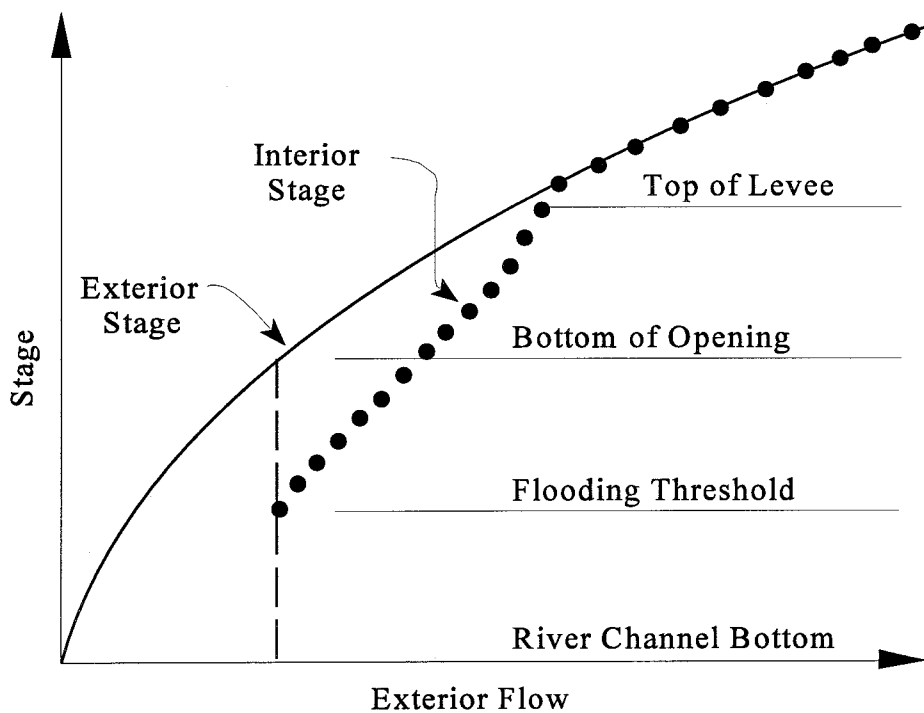 Interior
Stage
Top of Levee
Exterior
Stage
Bottom of Opening
Stage
Flooding Threshold
River Channel Bottom
Exterior Flow